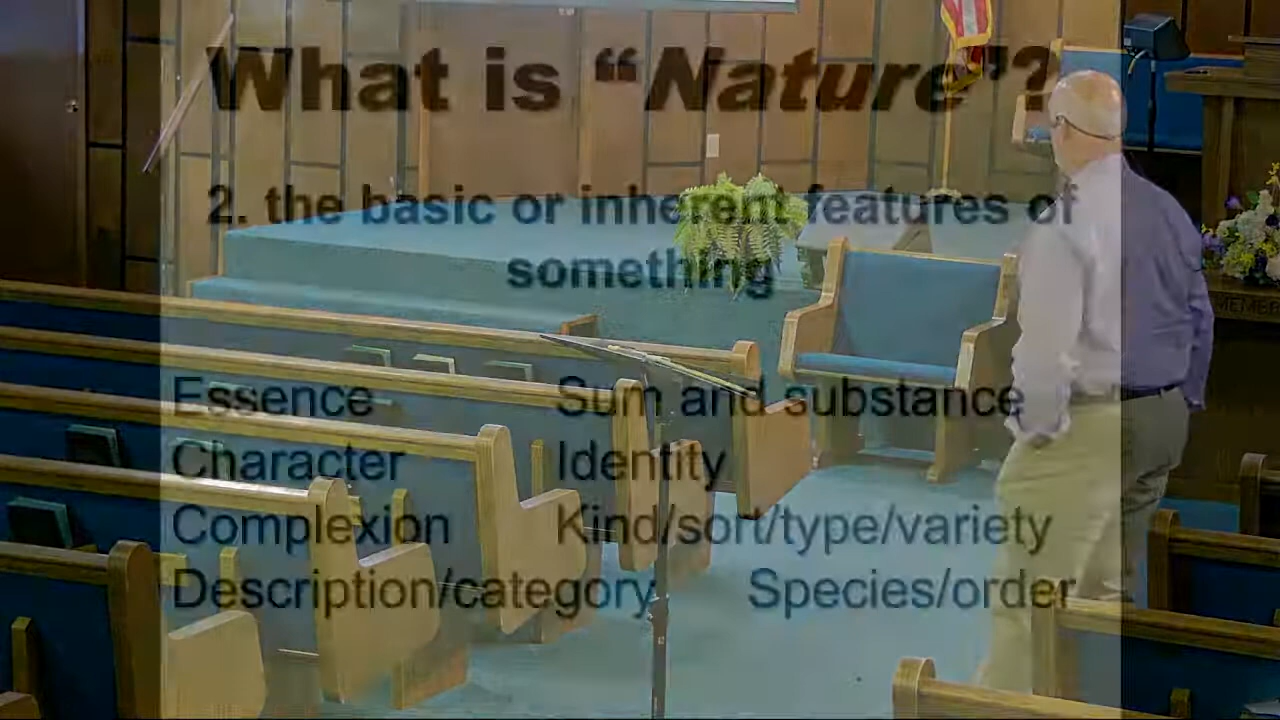 What is “Nature”?
2. the basic or inherent features of
something
Essence Sum and substance
Character Identity
Complexion Kind/sort/type/variety
Description/category Species/order